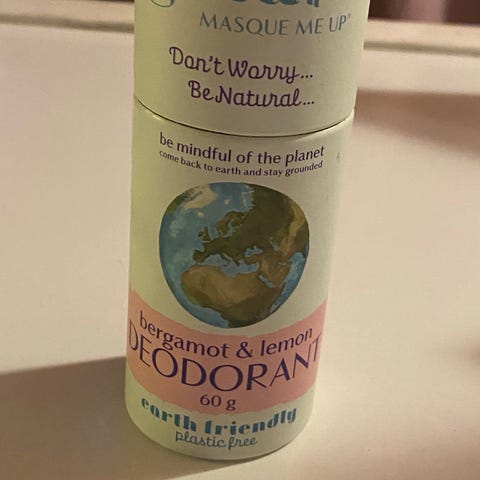 MASQUE ME UP®
Don't Worry...
Be Natural...
be mindful of the planet
come back to earth and stay grounded
bergamot & lemon
DEODORANT
60 g
earth friendly
plastic free